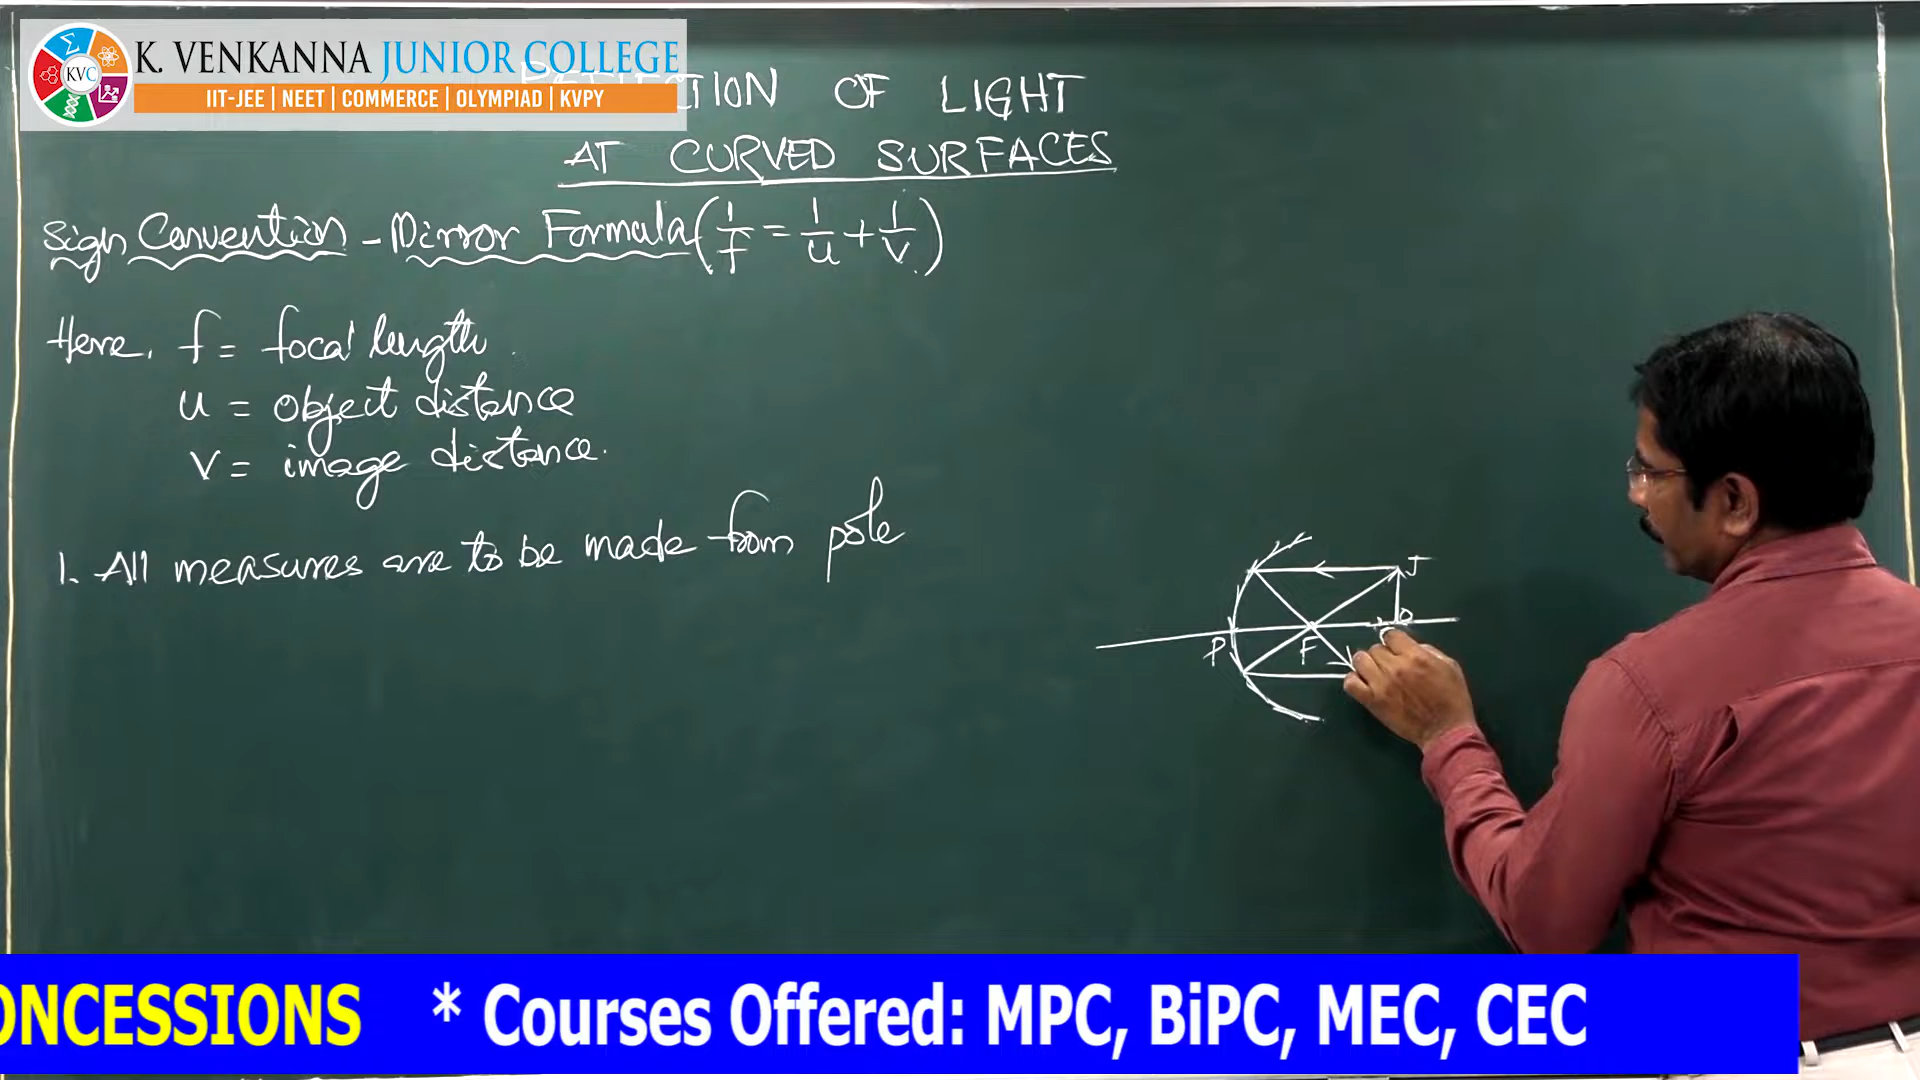 KVC
K. VENKANNA JUNIOR COLLEGE
IIT-JEE | NEET | COMMERCE | OLYMPIAD | KVPY
OF LIGHT
AT CURVED SURFACES
Sign Convention - Mirror Formula (1/f = 1/u + 1/v)
Here, f = focal length
u = object distance
v = image distance.
1. All measures are to be made from pole
J
P
F
ONCESSIONS * Courses Offered: MPC, BiPC, MEC, CEC